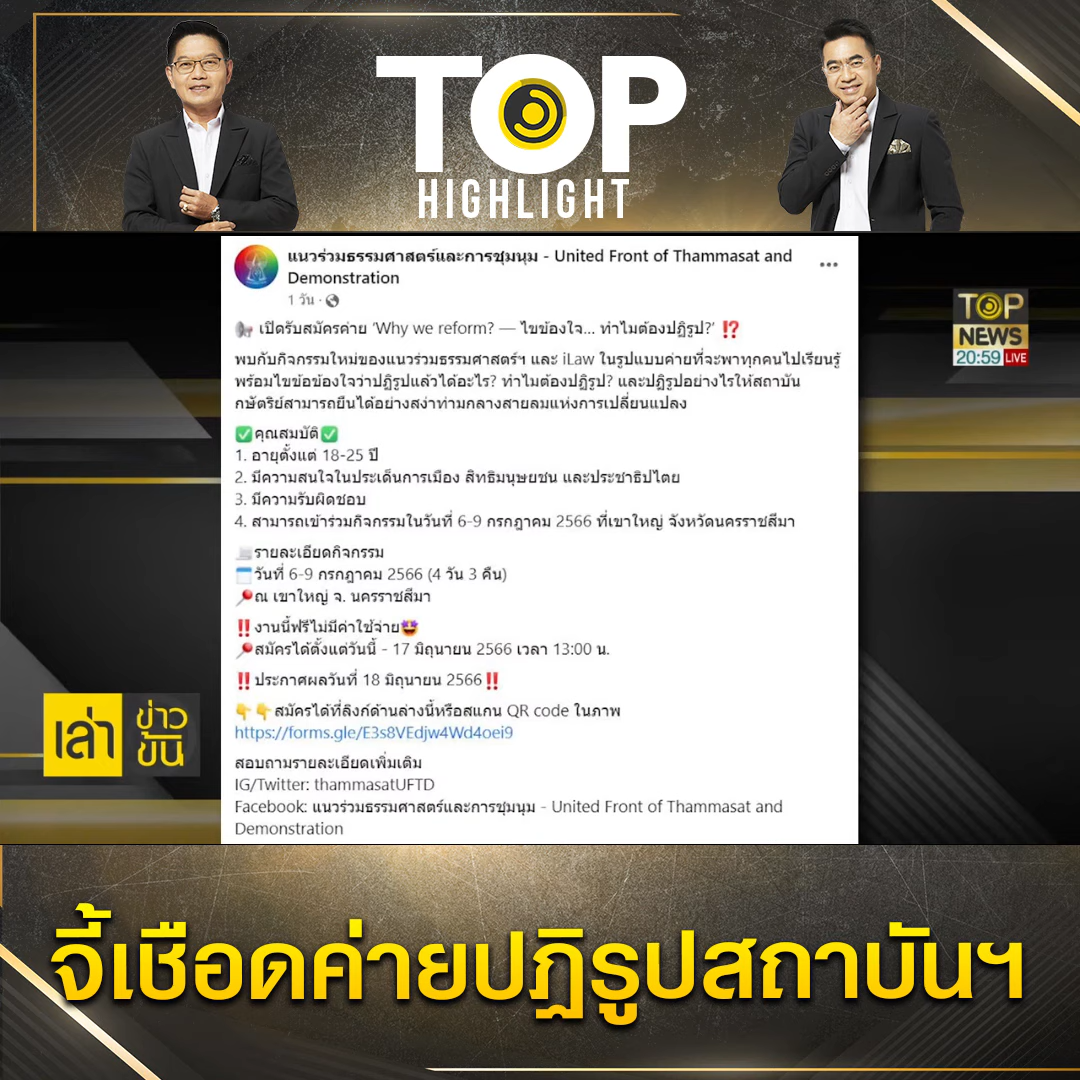 TOP
HIGHLIGHT
แนวร่วมธรรมศาสตร์และการชุมนุม - United Front of Thammasat and
Demonstration
1 วัน ·
TOP
NEWS
20:59 LIVE
เปิดรับสมัครค่าย ‘Why we reform? — ไขข้องใจ... ทำไมต้องปฏิรูป?’ ⁉️
พบกับกิจกรรมใหม่ของแนวร่วมธรรมศาสตร์ฯ และ iLaw ในรูปแบบค่ายที่จะพาทุกคนไปเรียนรู้
พร้อมไขข้อข้องใจว่าปฏิรูปแล้วได้อะไร? ทำไมต้องปฏิรูป? และปฏิรูปอย่างไรให้สถาบัน
กษัตริย์สามารถยืนได้อย่างสง่าท่ามกลางสายลมแห่งการเปลี่ยนแปลง
✅คุณสมบัติ✅
1. อายุตั้งแต่ 18-25 ปี
2. มีความสนใจในประเด็นการเมือง สิทธิมนุษยชน และประชาธิปไตย
3. มีความรับผิดชอบ
4. สามารถเข้าร่วมกิจกรรมในวันที่ 6-9 กรกฎาคม 2566 ที่เขาใหญ่ จังหวัดนครราชสีมา
รายละเอียดกิจกรรม
วันที่ 6-9 กรกฎาคม 2566 (4 วัน 3 คืน)
📍ณ เขาใหญ่ จ. นครราชสีมา
‼️งานนี้ฟรีไม่มีค่าใช้จ่าย🤩
📍สมัครได้ตั้งแต่วันนี้ - 17 มิถุนายน 2566 เวลา 13:00 น.
‼️ประกาศผลวันที่ 18 มิถุนายน 2566‼️
👇👇สมัครได้ที่ลิงก์ด้านล่างนี้หรือสแกน QR code ในภาพ
https://forms.gle/E3s8VEdjw4Wd4oei9
สอบถามรายละเอียดเพิ่มเติม
IG/Twitter: thammasatUFTD
Facebook: แนวร่วมธรรมศาสตร์และการชุมนุม - United Front of Thammasat and
Demonstration
เล่า
ข่าว
ข้น
จี้เชือดค่ายปฏิรูปสถาบันฯ